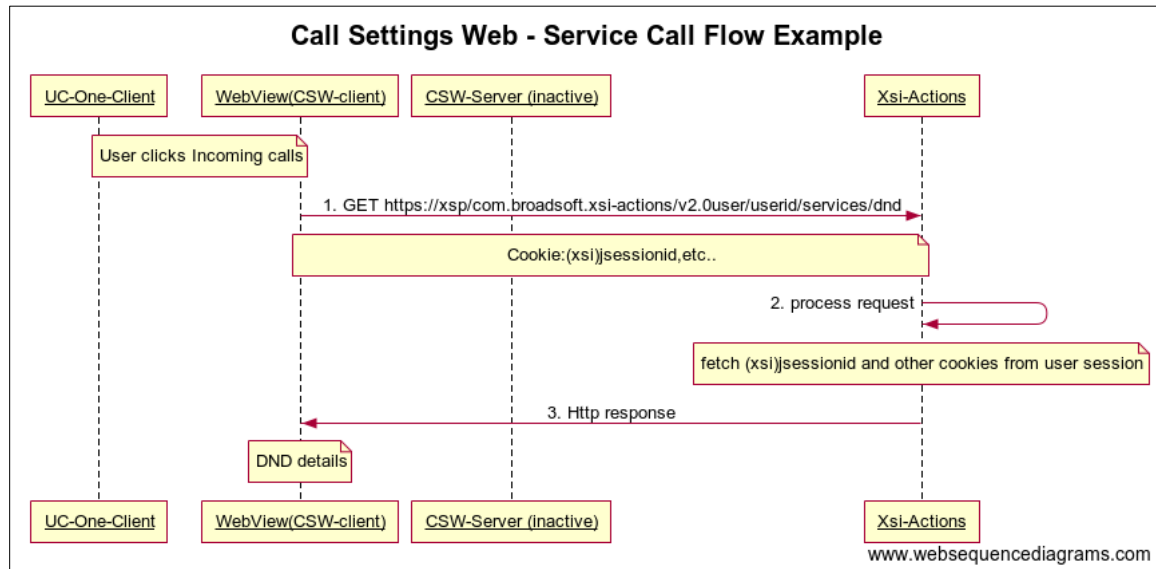 Call Settings Web - Service Call Flow Example
UC-One-Client
WebView(CSW-client)
CSW-Server (inactive)
Xsi-Actions
User clicks Incoming calls
1. GET https://xsp/com.broadsoft.xsi-actions/v2.0user/userid/services/dnd
Cookie:(xsi)jsessionid,etc..
2. process request
fetch (xsi)jsessionid and other cookies from user session
3. Http response
DND details
UC-One-Client
WebView(CSW-client)
CSW-Server (inactive)
Xsi-Actions
www.websequencediagrams.com